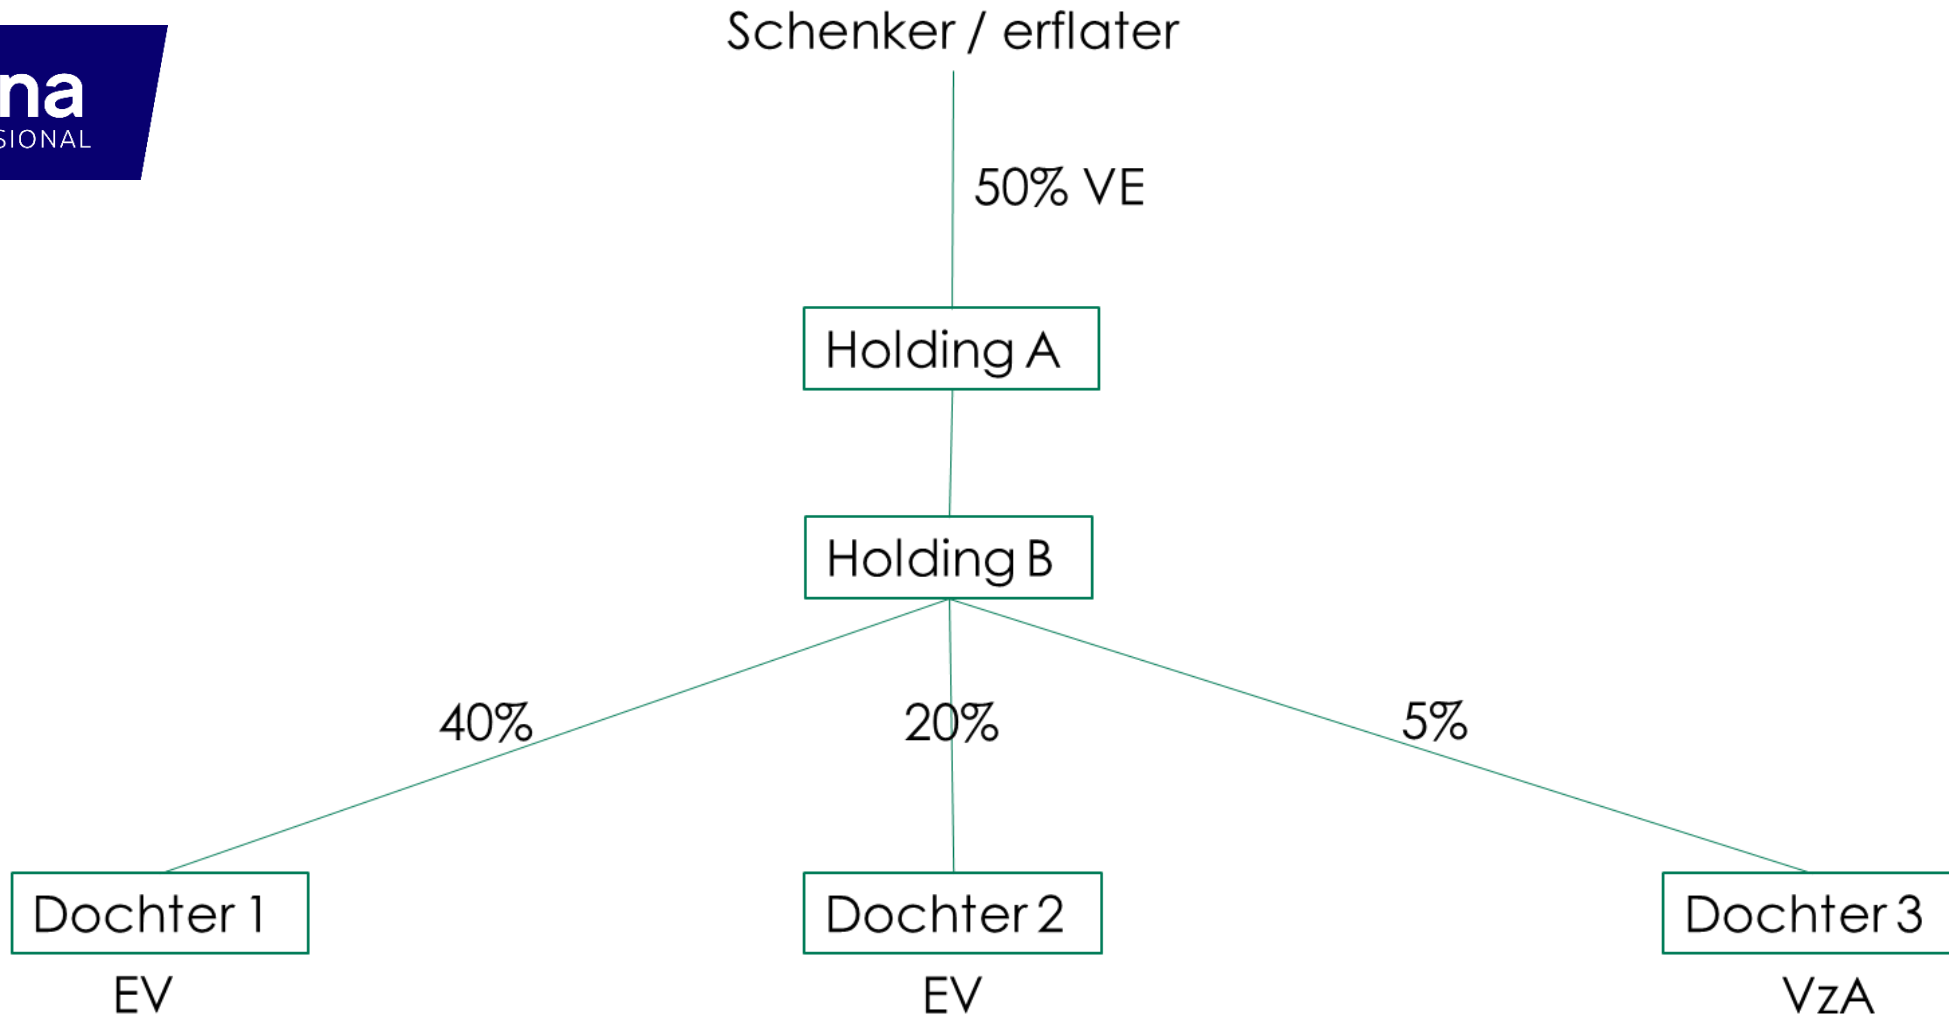 Schenker / erflater
na
SIONAL
50% VE
Holding A
Holding B
40%
20%
5%
Dochter 1
Dochter 2
Dochter 3
EV
EV
VzA